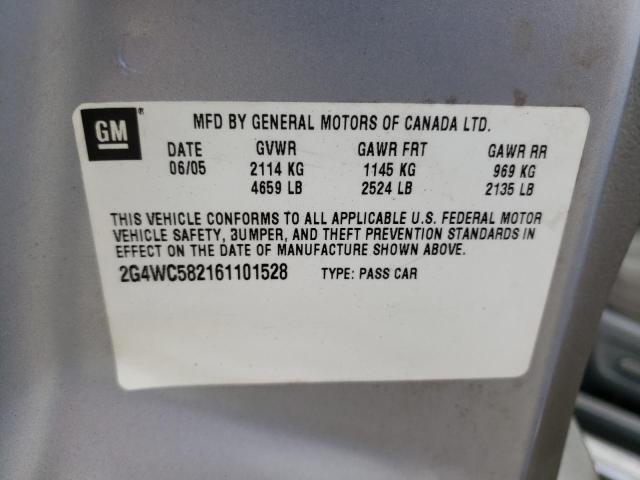 GM ®
MFD BY GENERAL MOTORS OF CANADA LTD.
DATE GVWR GAWR FRT GAWR RR
06/05 2114 KG 1145 KG 969 KG
4659 LB 2524 LB 2135 LB
THIS VEHICLE CONFORMS TO ALL APPLICABLE U.S. FEDERAL MOTOR
VEHICLE SAFETY, BUMPER, AND THEFT PREVENTION STANDARDS IN
EFFECT ON THE DATE OF MANUFACTURE SHOWN ABOVE.
2G4WC582161101528 TYPE: PASS CAR